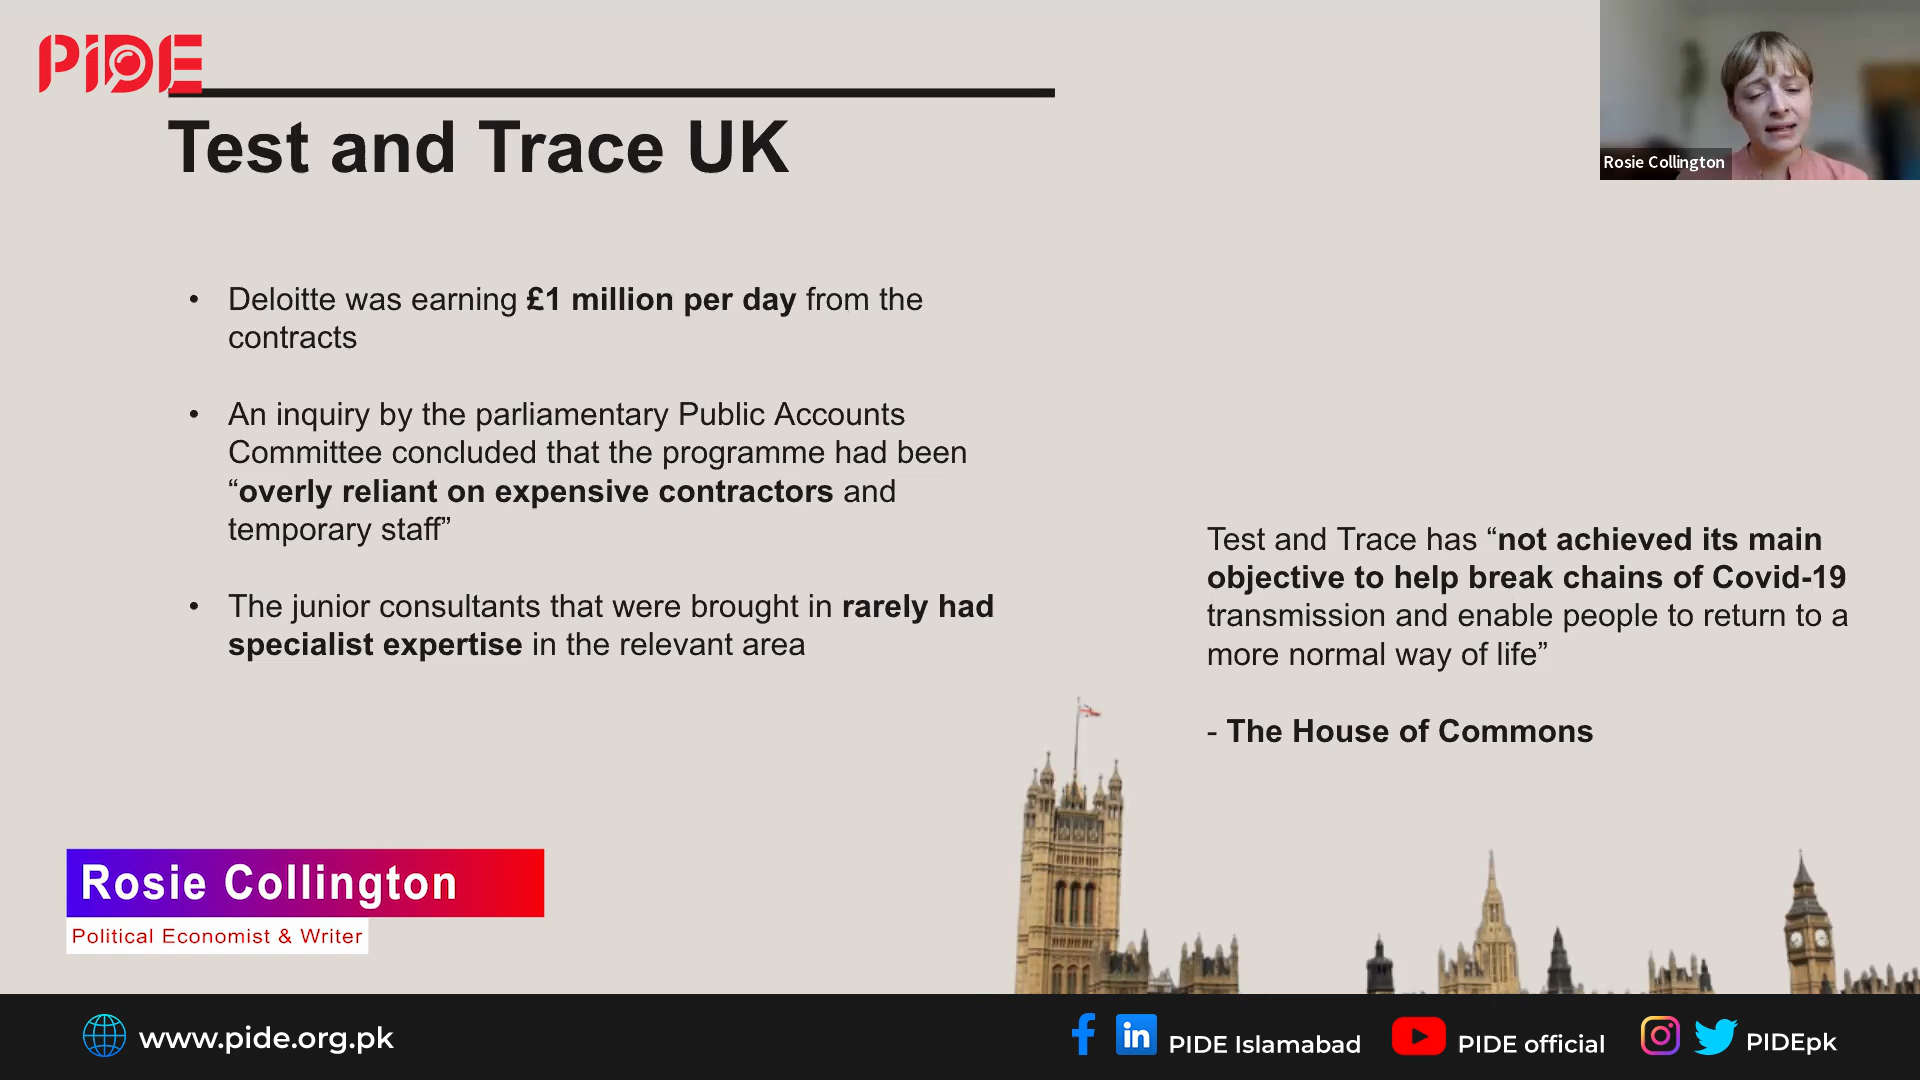 PiDE
Rosie Collington
Test and Trace UK
• Deloitte was earning £1 million per day from the
contracts
• An inquiry by the parliamentary Public Accounts
Committee concluded that the programme had been
“overly reliant on expensive contractors and
temporary staff”
• The junior consultants that were brought in rarely had
specialist expertise in the relevant area
Test and Trace has “not achieved its main
objective to help break chains of Covid-19
transmission and enable people to return to a
more normal way of life”
- The House of Commons
Rosie Collington
Political Economist & Writer
www.pide.org.pk
PIDE Islamabad
PIDE official
PIDEpk